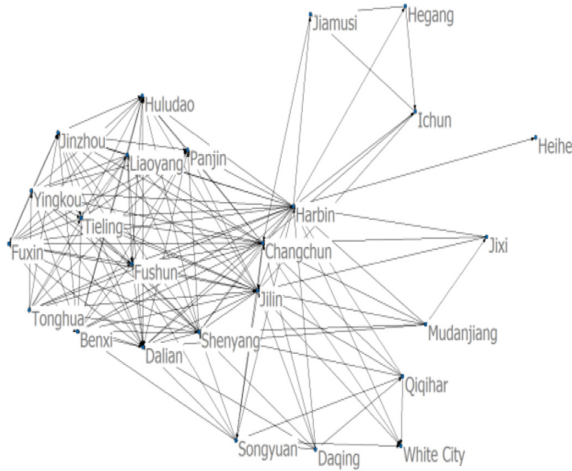 Hegang
Jiamusi
Huludao
Ichun
Jinzhou
Heihe
Liaoyang
Panjin
Yingkou
Harbin
Tieling
Fuxin
Changchun
Jixi
Fushun
Jilin
Tonghua
Benxi
Shenyang
Mudanjiang
Dalian
Qiqihar
Songyuan
Daqing
White City